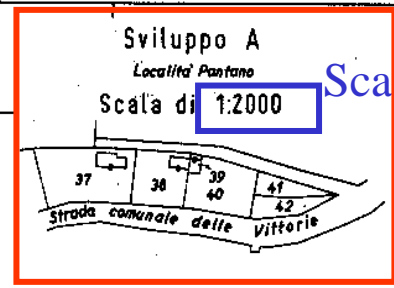 Sviluppo A
Località Pantano
Scala di 1:2000
Sca
37
38
39
40
41
42
Strada comunale delle Vittorie